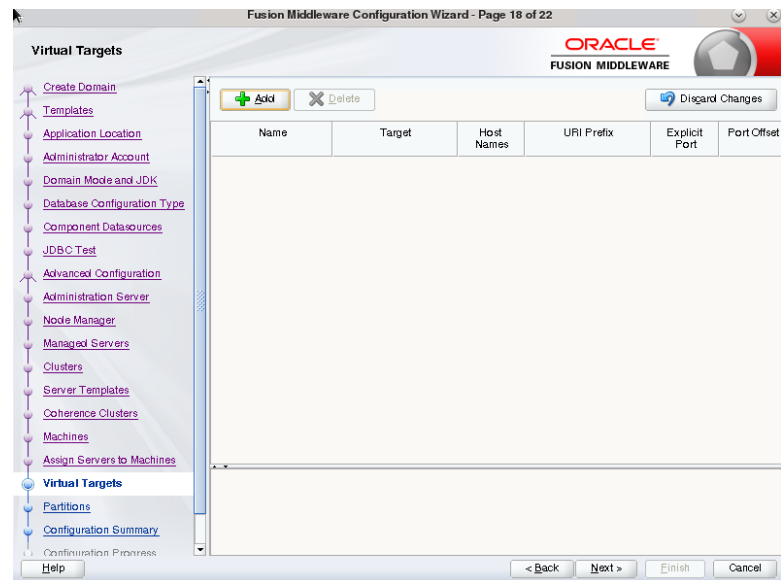 Fusion Middleware Configuration Wizard - Page 18 of 22
Virtual Targets
ORACLE
FUSION MIDDLEWARE
Create Domain
Templates
Application Location
Administrator Account
Domain Mode and JDK
Database Configuration Type
Component Datasources
JDBC Test
Advanced Configuration
Administration Server
Node Manager
Managed Servers
Clusters
Server Templates
Coherence Clusters
Machines
Assign Servers to Machines
Virtual Targets
Partitions
Configuration Summary
Configuration Progress
Add
Delete
Discard Changes
Name Target Host Names URI Prefix Explicit Port Port Offset
Help
< Back
Next >
Finish
Cancel